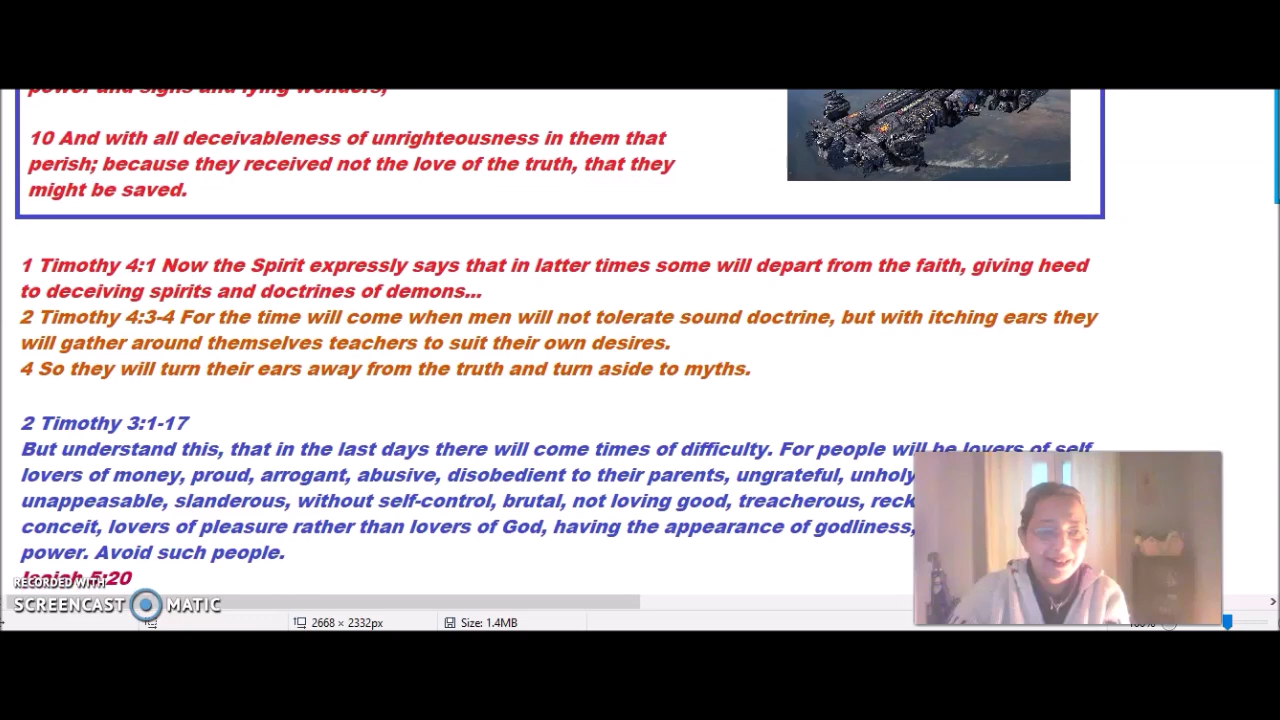 power and signs and lying wonders,
10 And with all deceivableness of unrighteousness in them that
perish; because they received not the love of the truth, that they
might be saved.
1 Timothy 4:1 Now the Spirit expressly says that in latter times some will depart from the faith, giving heed
to deceiving spirits and doctrines of demons...
2 Timothy 4:3-4 For the time will come when men will not tolerate sound doctrine, but with itching ears they
will gather around themselves teachers to suit their own desires.
4 So they will turn their ears away from the truth and turn aside to myths.
2 Timothy 3:1-17
But understand this, that in the last days there will come times of difficulty. For people will be lovers of self
lovers of money, proud, arrogant, abusive, disobedient to their parents, ungrateful, unholy
unappeasable, slanderous, without self-control, brutal, not loving good, treacherous, reck
conceit, lovers of pleasure rather than lovers of God, having the appearance of godliness,
power. Avoid such people.
Isaiah 5:20
RECORDED WITH
SCREENCAST MATIC
2668 × 2332px
Size: 1.4MB
100%